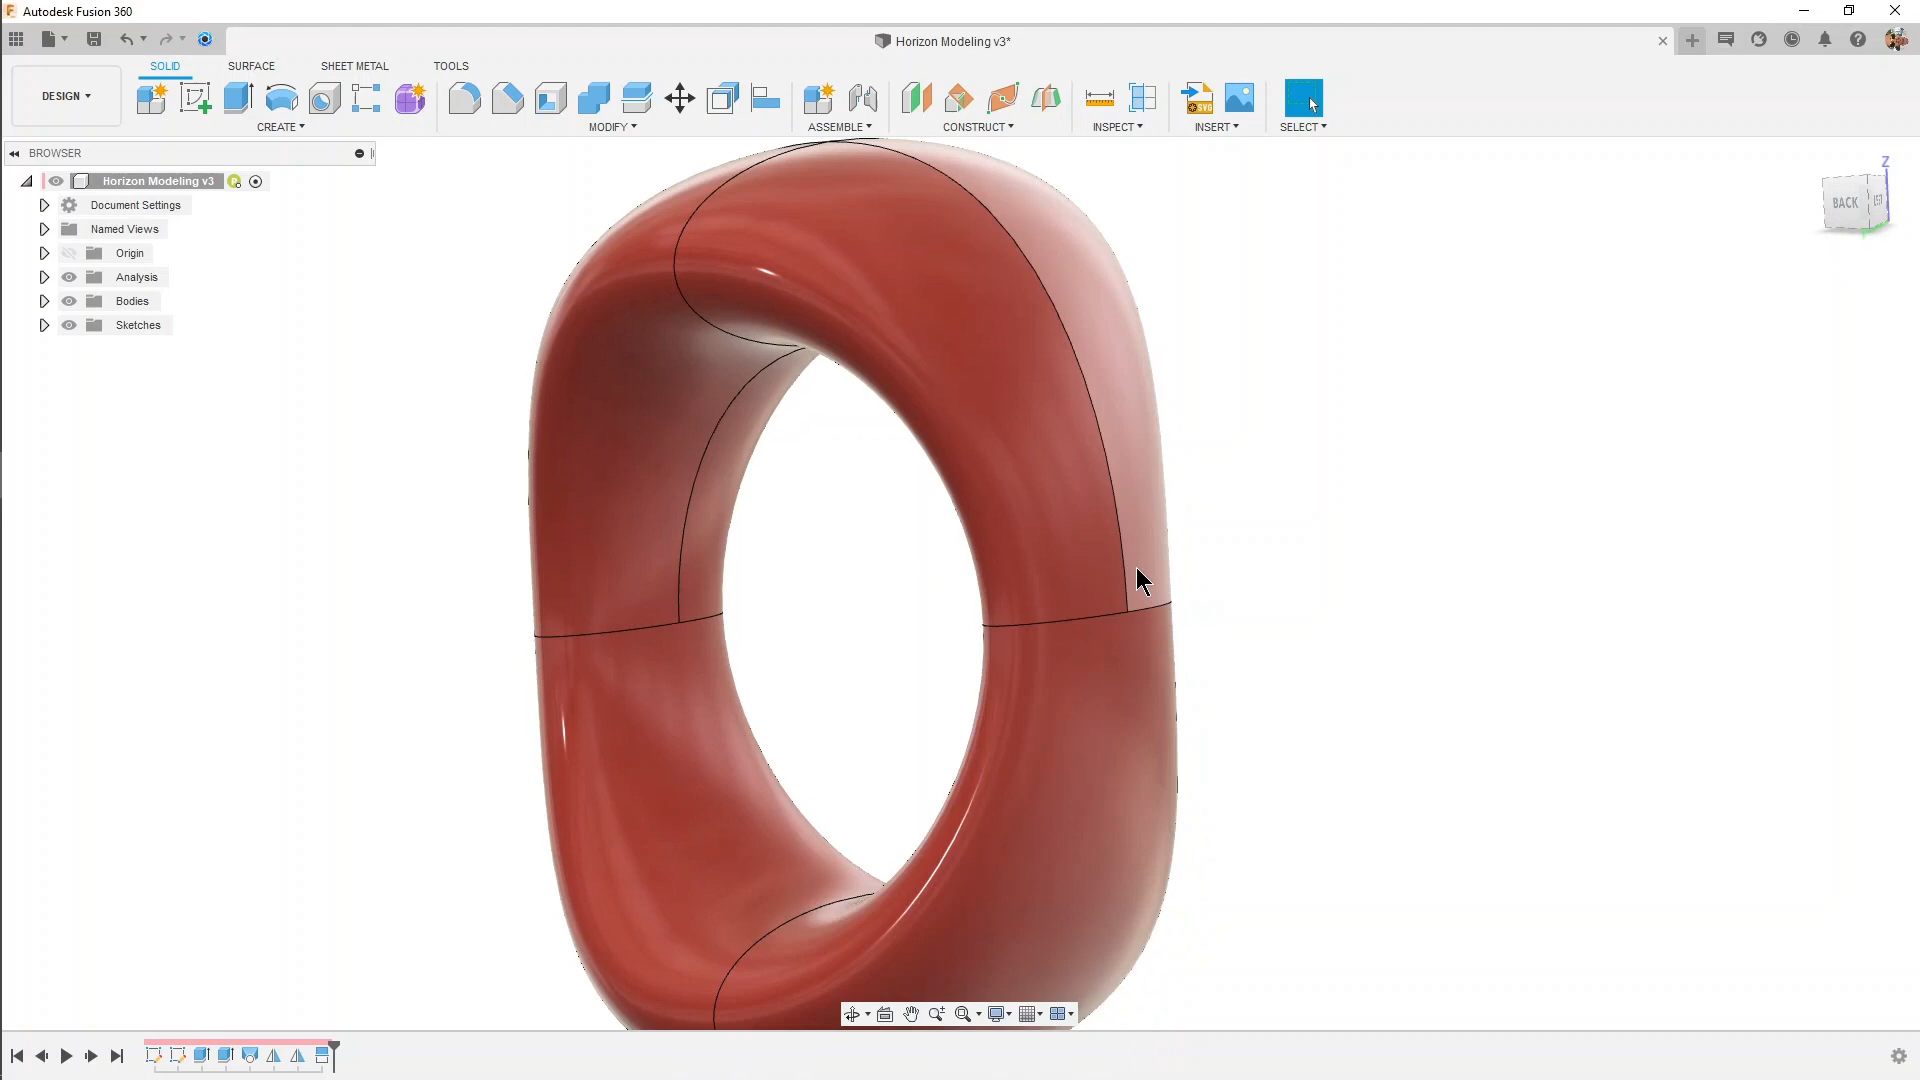 Autodesk Fusion 360
Horizon Modeling v3*
SOLID SURFACE SHEET METAL TOOLS
DESIGN
CREATE MODIFY ASSEMBLE CONSTRUCT INSPECT INSERT SELECT
SVG
BROWSER
Horizon Modeling v3
Document Settings
Named Views
Origin
Analysis
Bodies
Sketches
Z
BACK